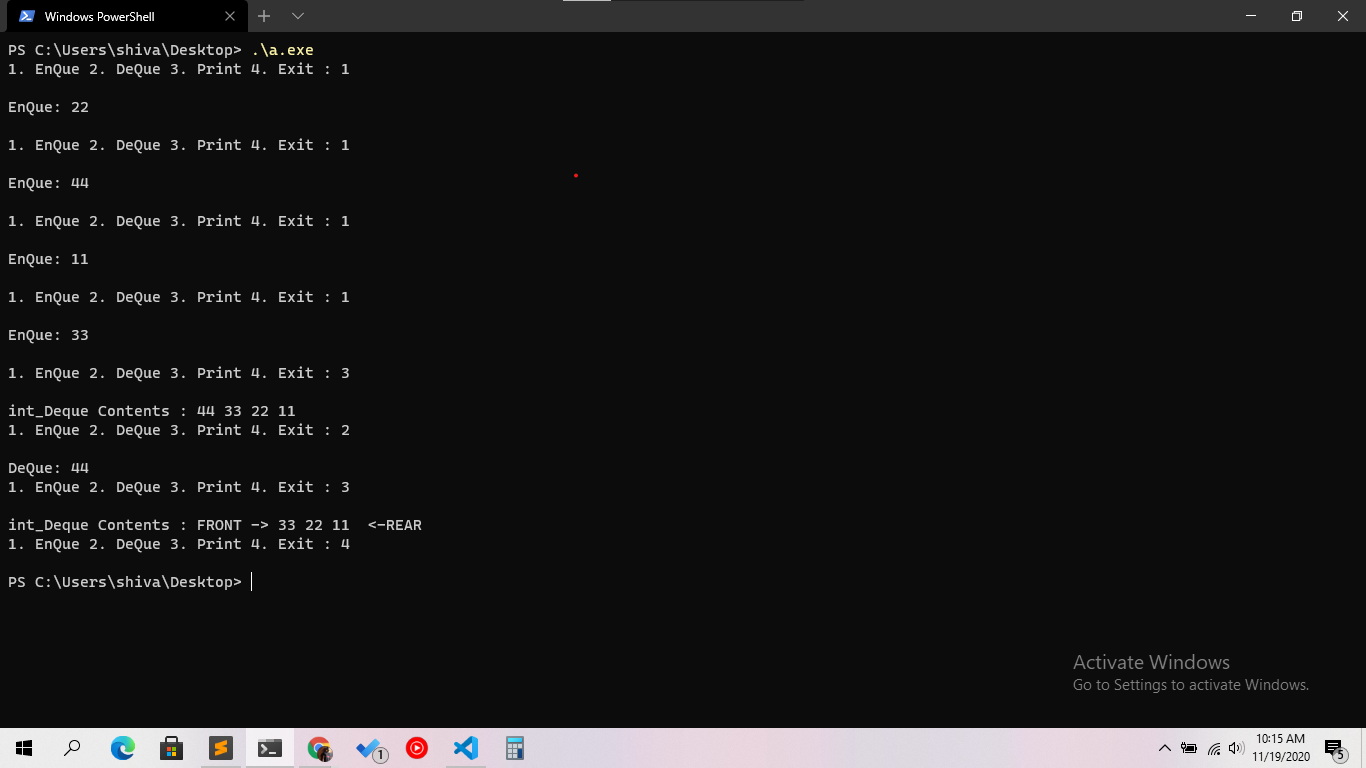 Windows PowerShell
PS C:\Users\shiva\Desktop> .\a.exe
1. EnQue 2. DeQue 3. Print 4. Exit : 1
EnQue: 22
1. EnQue 2. DeQue 3. Print 4. Exit : 1
EnQue: 44
1. EnQue 2. DeQue 3. Print 4. Exit : 1
EnQue: 11
1. EnQue 2. DeQue 3. Print 4. Exit : 1
EnQue: 33
1. EnQue 2. DeQue 3. Print 4. Exit : 3
int_Deque Contents : 44 33 22 11
1. EnQue 2. DeQue 3. Print 4. Exit : 2
DeQue: 44
1. EnQue 2. DeQue 3. Print 4. Exit : 3
int_Deque Contents : FRONT -> 33 22 11  <-REAR
1. EnQue 2. DeQue 3. Print 4. Exit : 4
PS C:\Users\shiva\Desktop>
Activate Windows
Go to Settings to activate Windows.
1
10:15 AM
11/19/2020
5